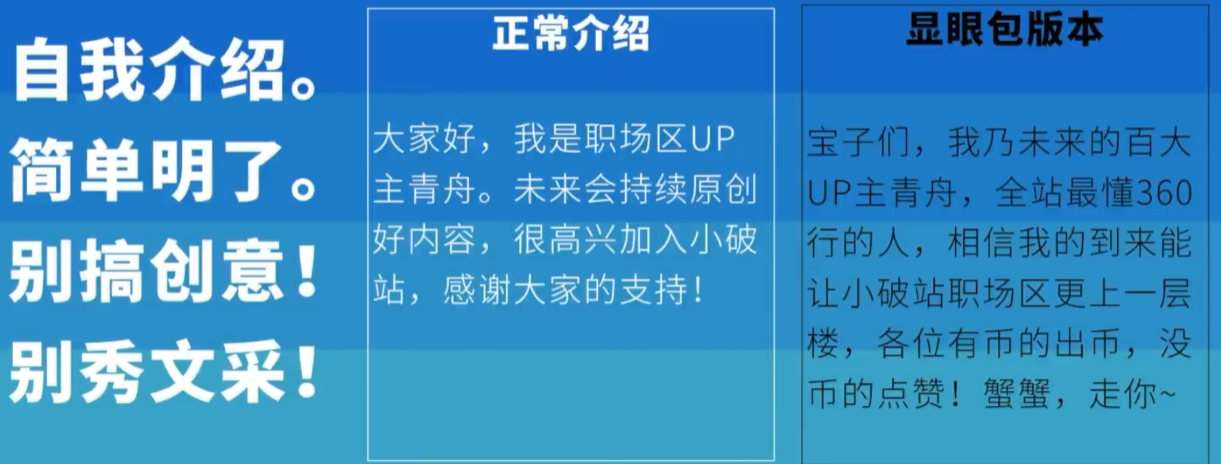 自我介绍。
简单明了。
别搞创意！
别秀文采！
正常介绍
大家好，我是职场区UP
主青舟。未来会持续原创
好内容，很高兴加入小破
站，感谢大家的支持！
显眼包版本
宝子们，我乃未来的百大
UP主青舟，全站最懂360
行的人，相信我的到来能
让小破站职场区更上一层
楼，各位有币的出币，没
币的点赞！蟹蟹，走你~